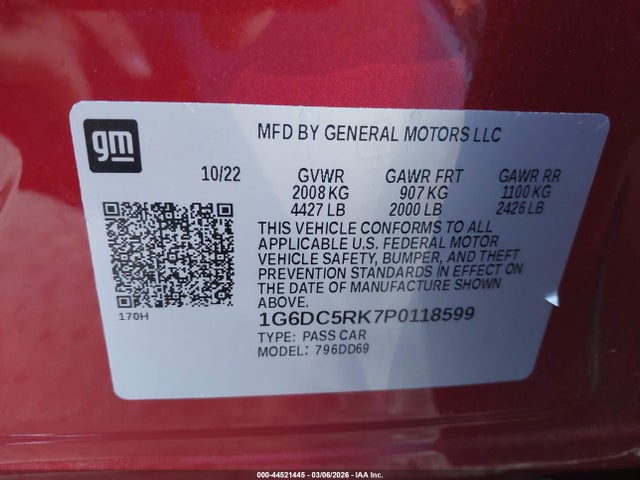 gm
MFD BY GENERAL MOTORS LLC
10/22 GVWR GAWR FRT GAWR RR
2008 KG 907 KG 1100 KG
4427 LB 2000 LB 2426 LB
THIS VEHICLE CONFORMS TO ALL
APPLICABLE U.S. FEDERAL MOTOR
VEHICLE SAFETY, BUMPER, AND THEFT
PREVENTION STANDARDS IN EFFECT ON
THE DATE OF MANUFACTURE SHOWN ABOVE.
170H
1G6DC5RK7P0118599
TYPE: PASS CAR
MODEL: 796DD69
000-44521445 | 03/06/2026 | IAA Inc.